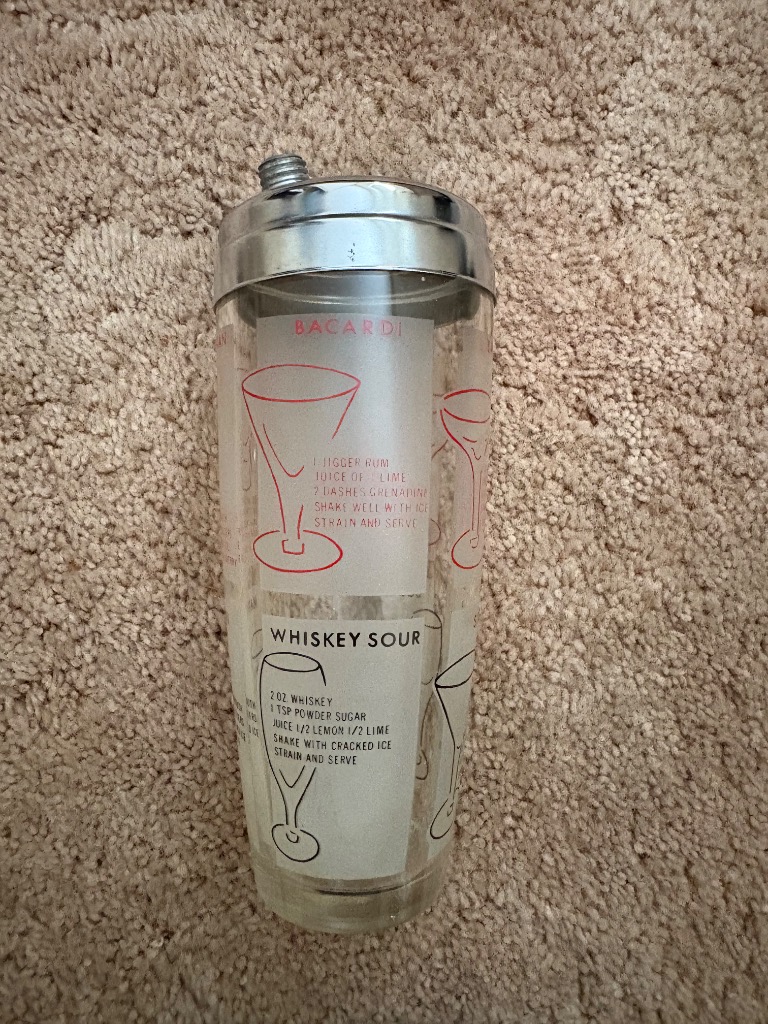 BACARDI
1 JIGGER RUM
JUICE OF LIME
2 DASHES GRENADINE
SHAKE WELL WITH ICE
STRAIN AND SERVE
WHISKEY SOUR
2 OZ. WHISKEY
1 TSP POWDER SUGAR
JUICE 1/2 LEMON 1/2 LIME
SHAKE WITH CRACKED ICE
STRAIN AND SERVE